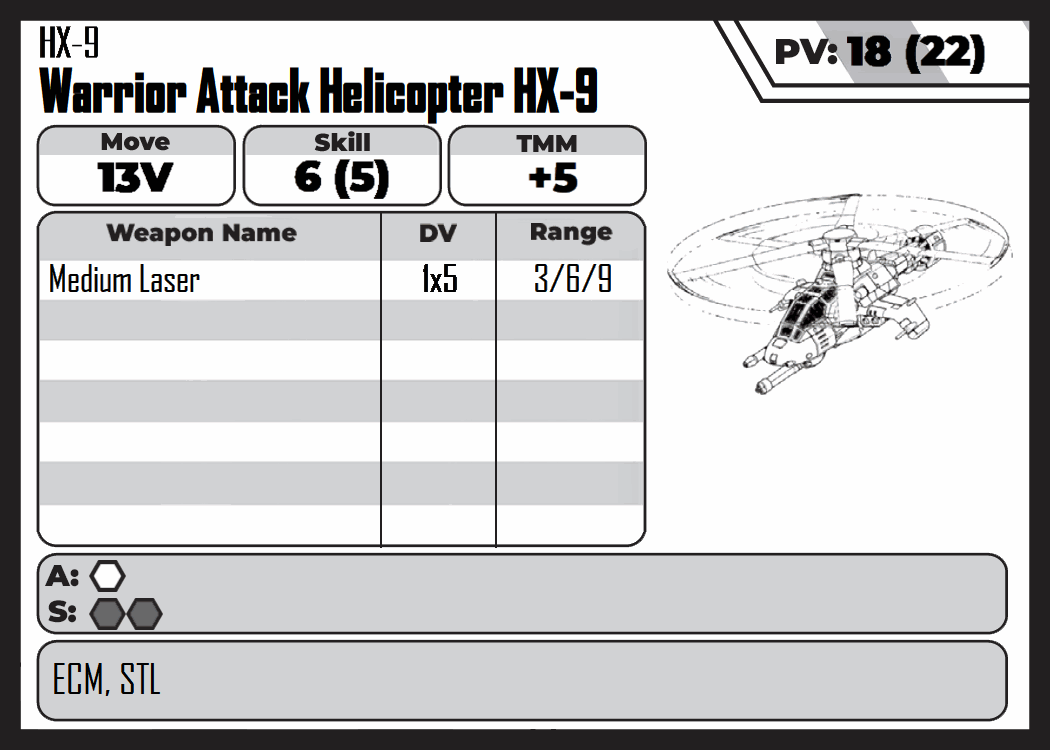 HX-9
PV: 18 (22)
Warrior Attack Helicopter HX-9
Move Skill TMM
13V 6 (5) +5
Weapon Name DV Range
Medium Laser 1x5 3/6/9
A:
S:
ECM, STL